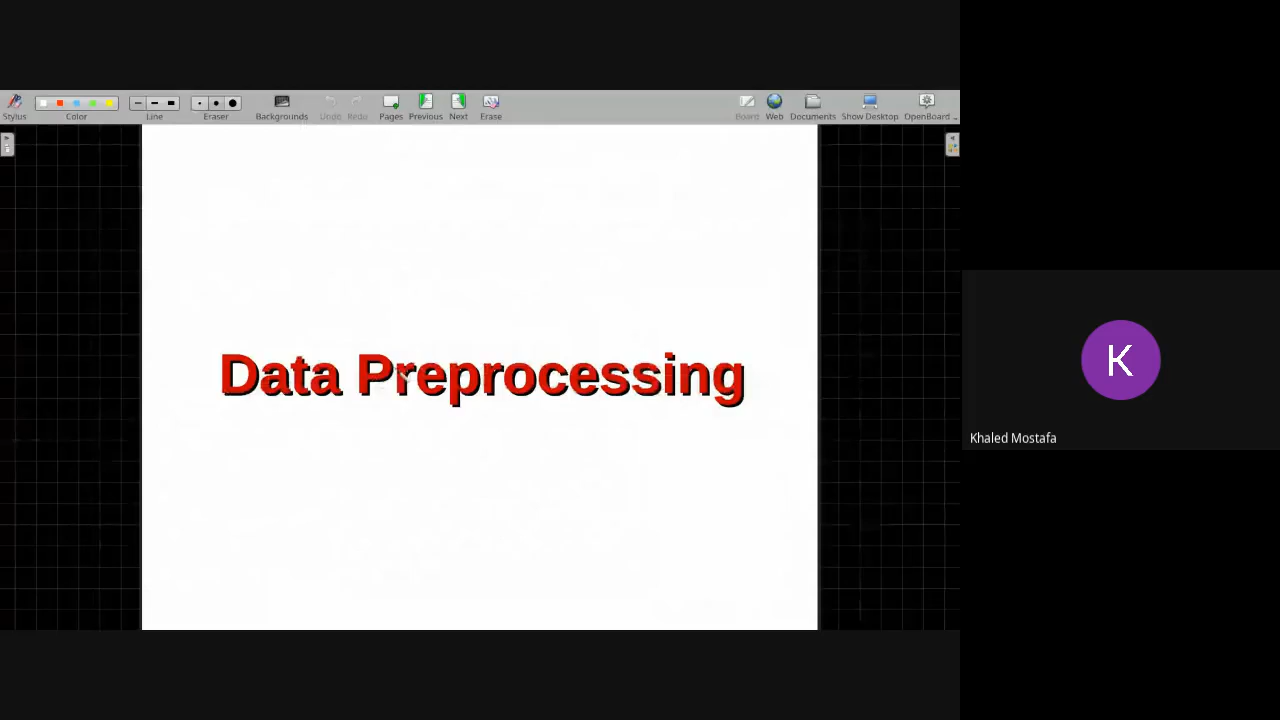 Stylus Color Line Eraser Backgrounds Undo Redo Pages Previous Next Erase Board Web Documents Show Desktop OpenBoard
Data Preprocessing
K
Khaled Mostafa